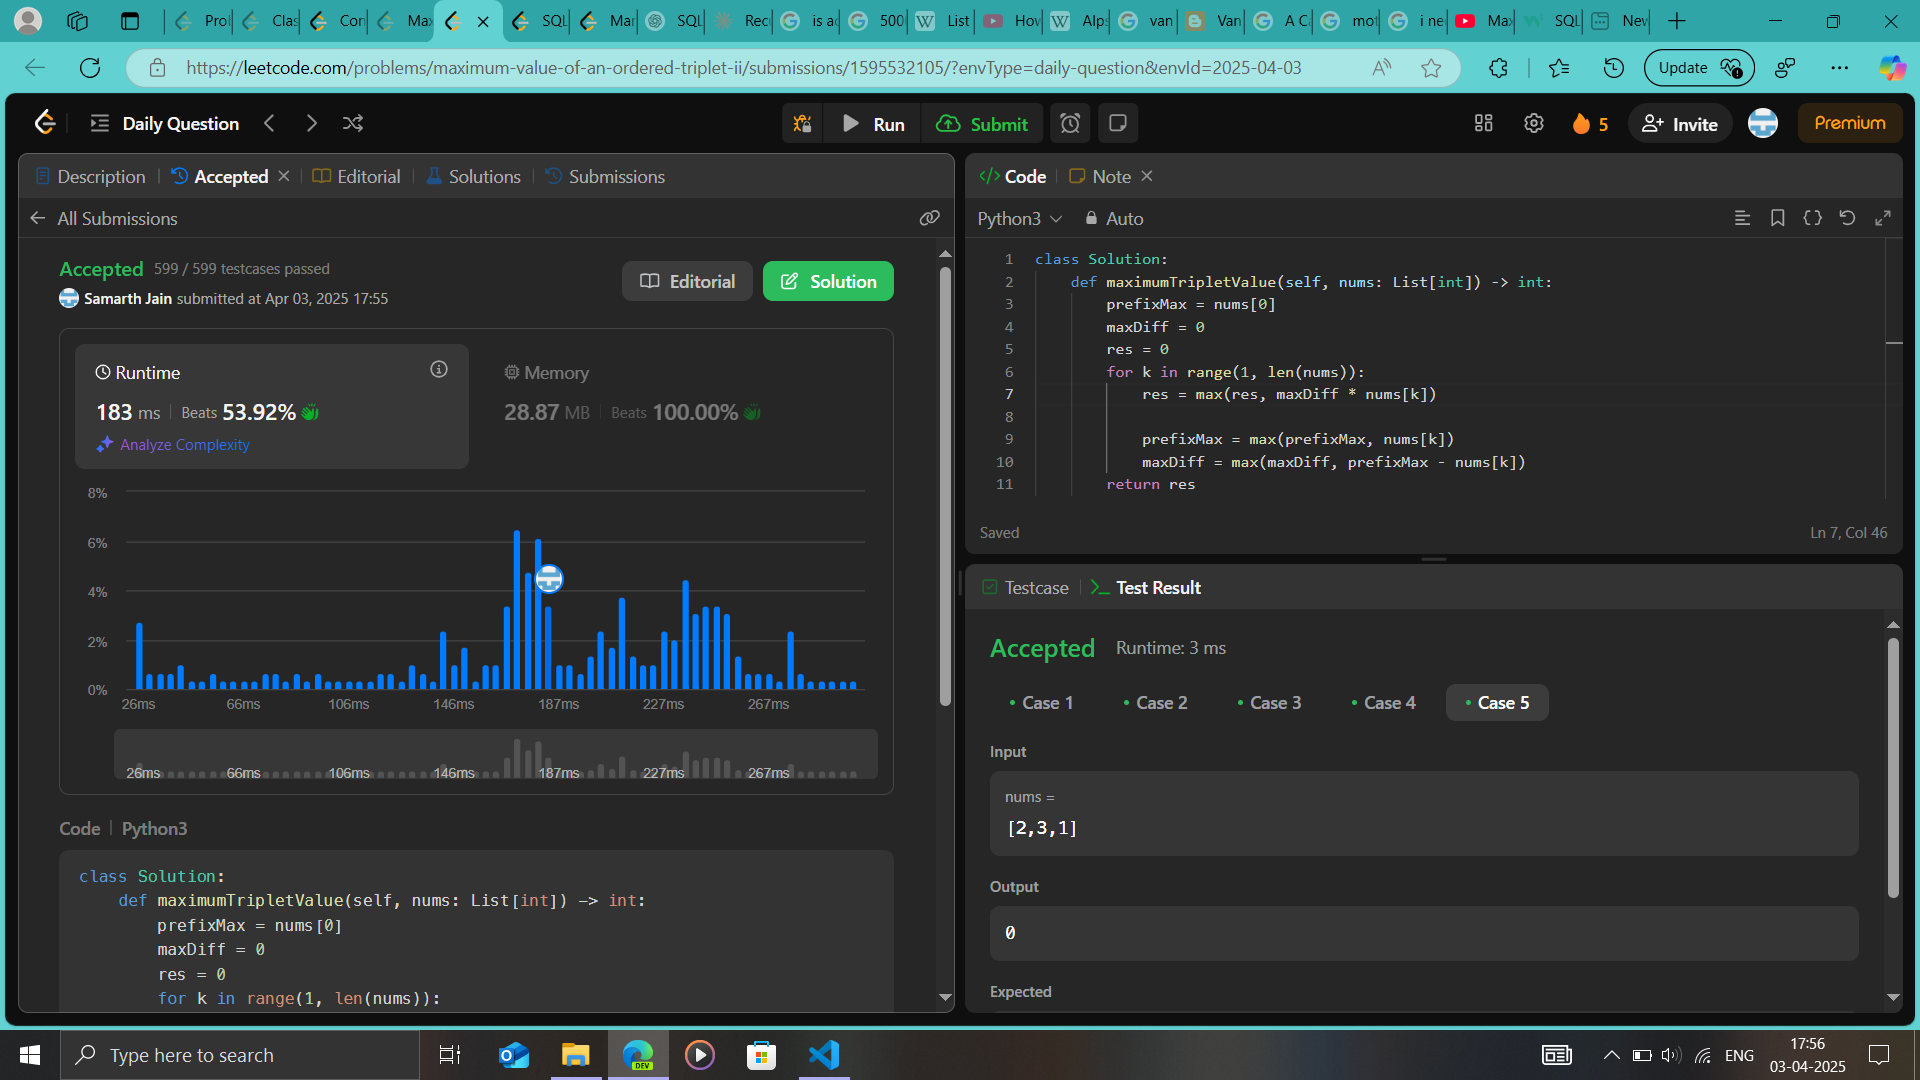 Prol
Clas
Con
Max
SQL
Mar
SQL
Rec
is ac
500
List
How
Alps
van
Van
A C
mot
i ne
Max
SQL
New
https://leetcode.com/problems/maximum-value-of-an-ordered-triplet-ii/submissions/1595532105/?envType=daily-question&envId=2025-04-03
Update
Daily Question
Run
Submit
5
Invite
Premium
Description
Accepted
Editorial
Solutions
Submissions
All Submissions
Accepted 599 / 599 testcases passed
Samarth Jain submitted at Apr 03, 2025 17:55
Editorial
Solution
Runtime
183 ms | Beats 53.92%
Analyze Complexity
Memory
28.87 MB | Beats 100.00%
8%
6%
4%
2%
0%
26ms 66ms 106ms 146ms 187ms 227ms 267ms
26ms 66ms 106ms 146ms 187ms 227ms 267ms
Code | Python3
class Solution:
    def maximumTripletValue(self, nums: List[int]) -> int:
        prefixMax = nums[0]
        maxDiff = 0
        res = 0
        for k in range(1, len(nums)):
</> Code
Note
Python3
Auto
1 class Solution:
2     def maximumTripletValue(self, nums: List[int]) -> int:
3         prefixMax = nums[0]
4         maxDiff = 0
5         res = 0
6         for k in range(1, len(nums)):
7             res = max(res, maxDiff * nums[k])
8
9             prefixMax = max(prefixMax, nums[k])
10             maxDiff = max(maxDiff, prefixMax - nums[k])
11         return res
Saved
Ln 7, Col 46
Testcase
Test Result
Accepted Runtime: 3 ms
Case 1
Case 2
Case 3
Case 4
Case 5
Input
nums =
[2,3,1]
Output
0
Expected
Type here to search
DEV
ENG
17:56
03-04-2025